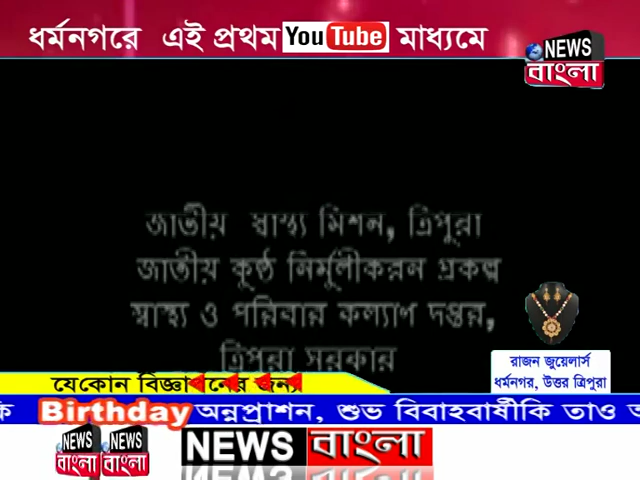 ধর্মনগরে এই প্রথম YouTube মাধ্যমে
NEWS
বাংলা
জাতীয় স্বাস্থ্য মিশন, ত্রিপুরা
জাতীয় কুষ্ঠ নির্মূলীকরন প্রকল্প
স্বাস্থ্য ও পরিবার কল্যাণ দপ্তর,
ত্রিপুরা সরকার
রাজন জুয়েলার্স
ধর্মনগর, উত্তর ত্রিপুরা
যেকোন বিজ্ঞাপনের জন্য
কি Birthday অন্নপ্রাশন, শুভ বিবাহবার্ষীকি তাও
NEWS NEWS
বাংলা বাংলা
NEWS বাংলা